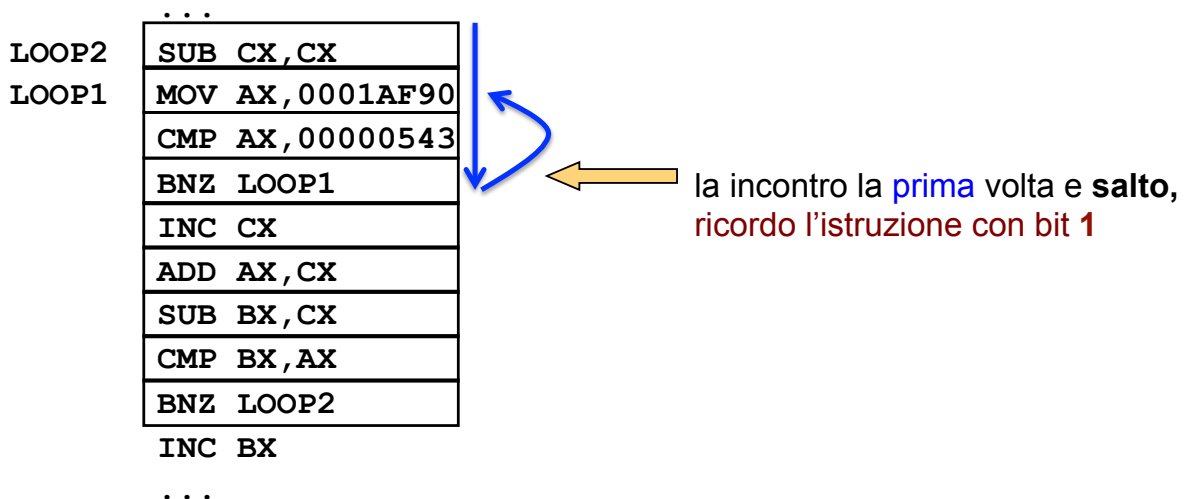 ...
LOOP2 SUB CX,CX
LOOP1 MOV AX,0001AF90
CMP AX,00000543
BNZ LOOP1
INC CX
ADD AX,CX
SUB BX,CX
CMP BX,AX
BNZ LOOP2
INC BX
...
la incontro la prima volta e salto,
ricordo l’istruzione con bit 1